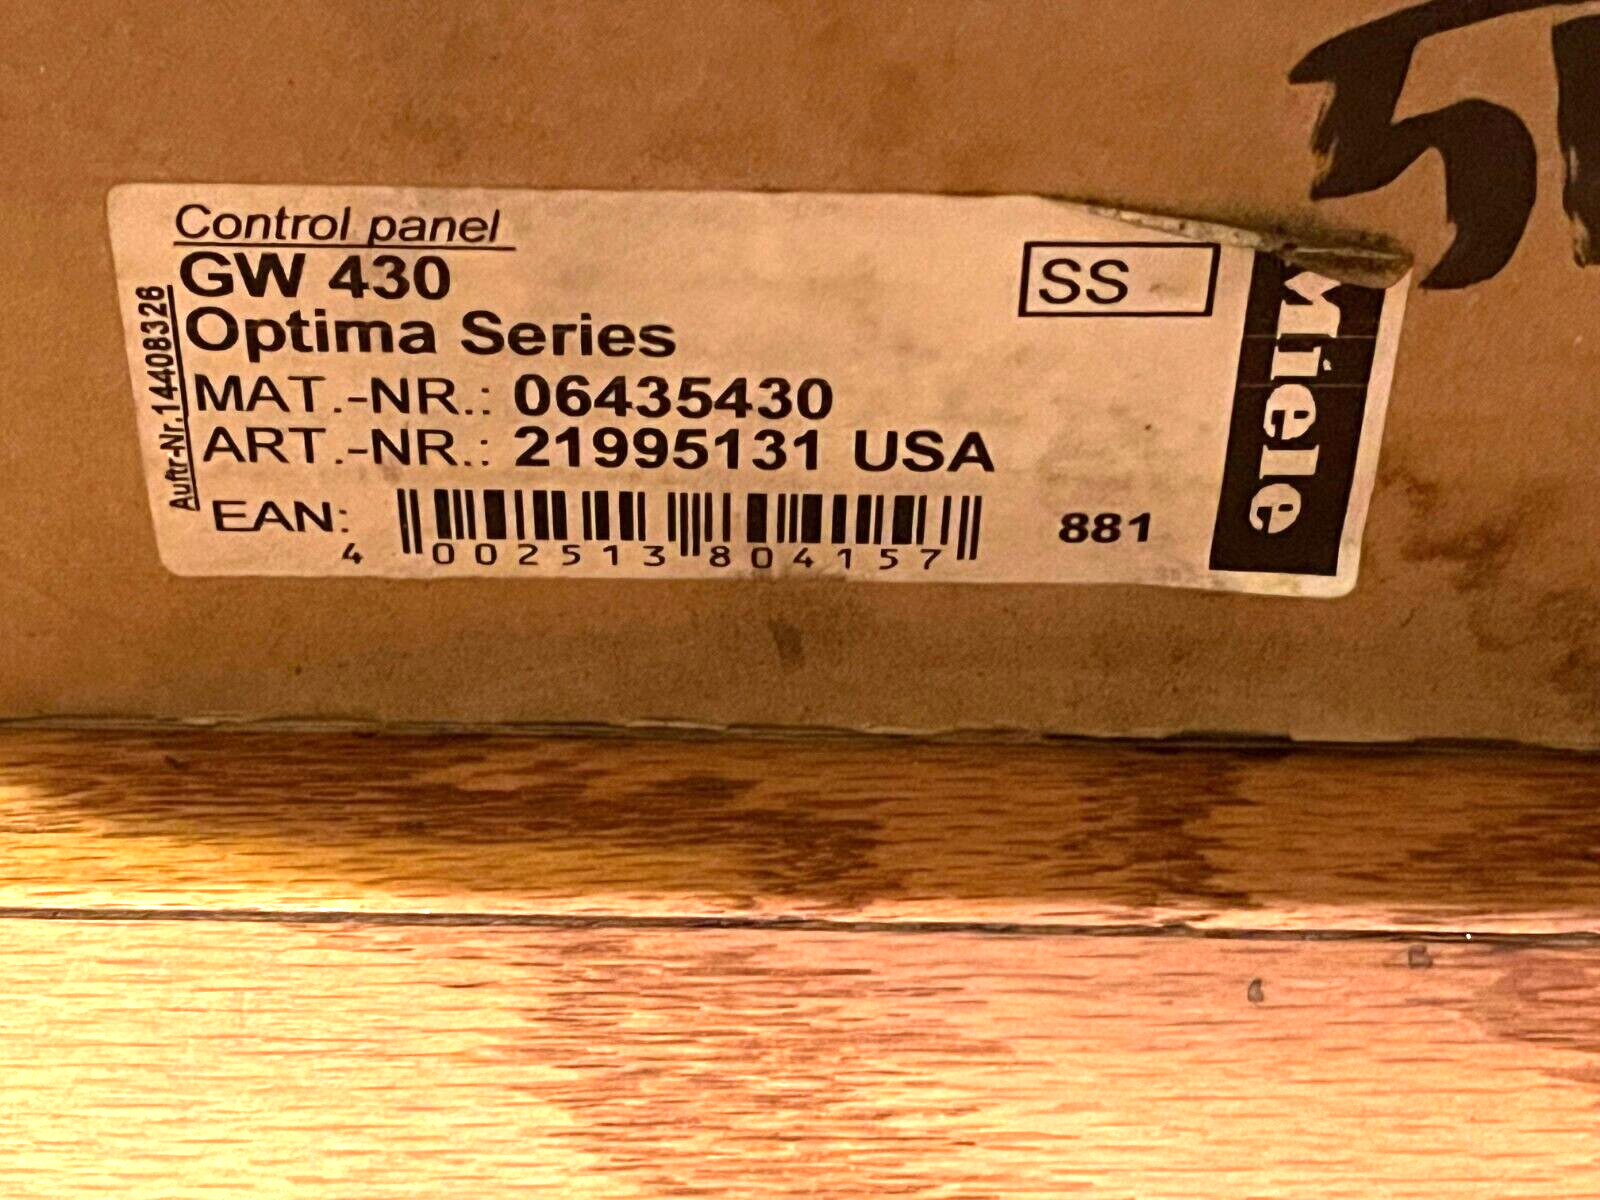 Control panel
GW 430
Optima Series
SS
MAT.-NR.: 06435430
ART.-NR.: 21995131 USA
Auftr-Nr.14408326
EAN:
4 002513 804157
881
Miele